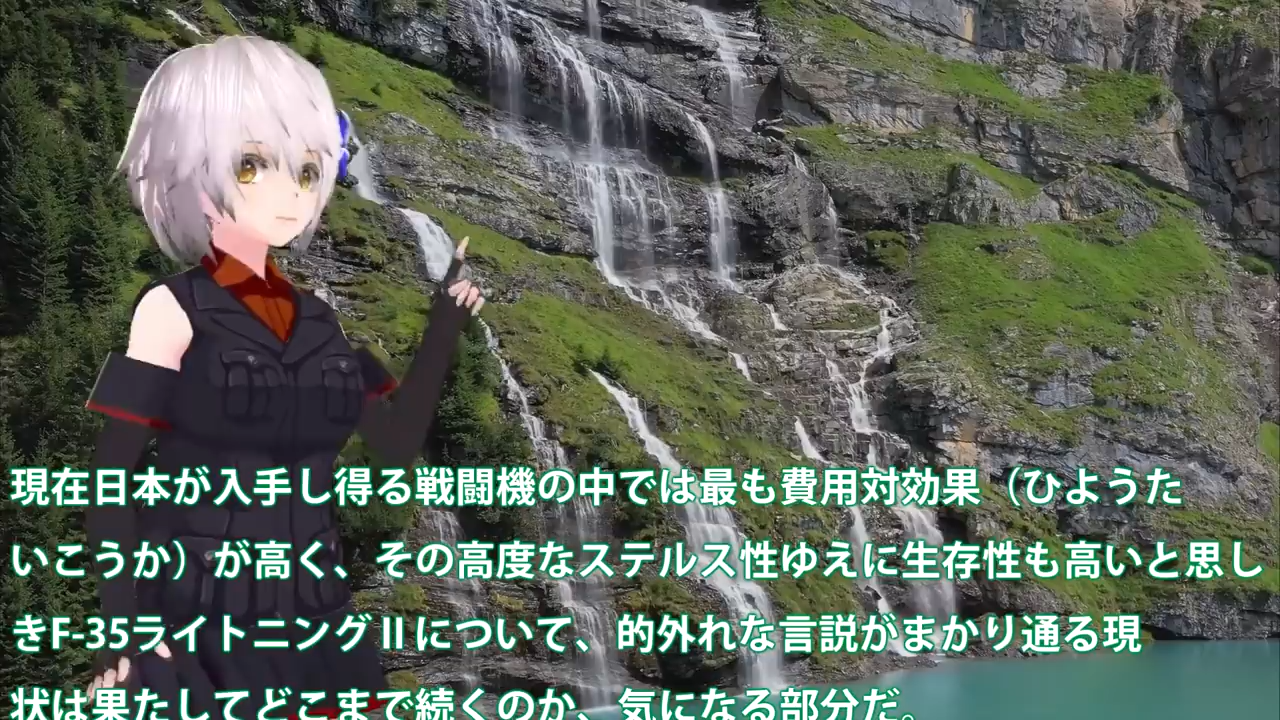 現在日本が入手し得る戦闘機の中では最も費用対効果（ひようた
いこうか）が高く、その高度なステルス性ゆえに生存性も高いと思し
きF-35ライトニングⅡについて、的外れな言説がまかり通る現
状は果たしてどこまで続くのか、気になる部分だ。